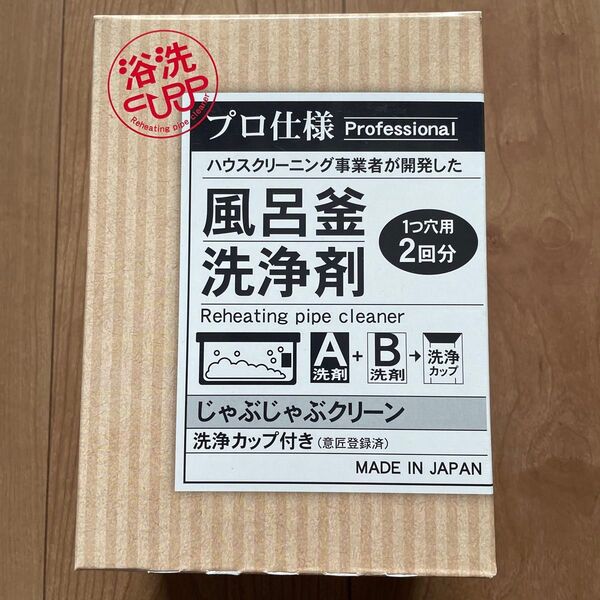 浴洗
CUPP
Reheating pipe cleaner
プロ仕様 Professional
ハウスクリーニング事業者が開発した
風呂釜
洗浄剤
1つ穴用
2回分
Reheating pipe cleaner
A
洗剤
+
B
洗剤
→
洗浄
カップ
じゃぶじゃぶクリーン
洗浄カップ付き(意匠登録済)
MADE IN JAPAN